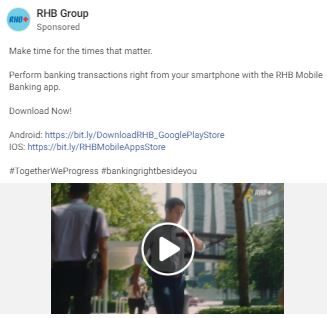 RHB Group
Sponsored
Make time for the times that matter.
Perform banking transactions right from your smartphone with the RHB Mobile
Banking app.
Download Now!
Android: https://bit.ly/DownloadRHB_GooglePlayStore
IOS: https://bit.ly/RHBMobileAppsStore
#TogetherWeProgress #bankingrightbesideyou
RHB